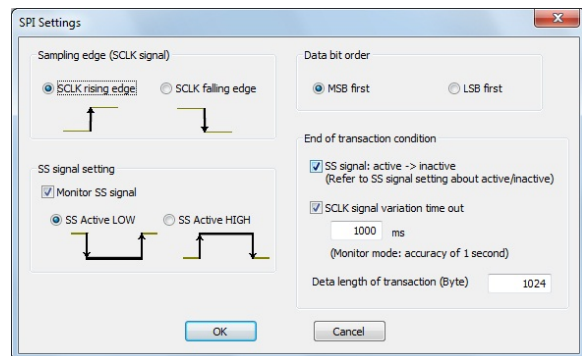 SPI Settings
Sampling edge (SCLK signal)
SCLK rising edge
SCLK falling edge
SS signal setting
Monitor SS signal
SS Active LOW
SS Active HIGH
Data bit order
MSB first
LSB first
End of transaction condition
SS signal: active -> inactive
(Refer to SS signal setting about active/inactive)
SCLK signal variation time out
1000 ms
(Monitor mode: accuracy of 1 second)
Deta length of transaction (Byte) 1024
OK
Cancel